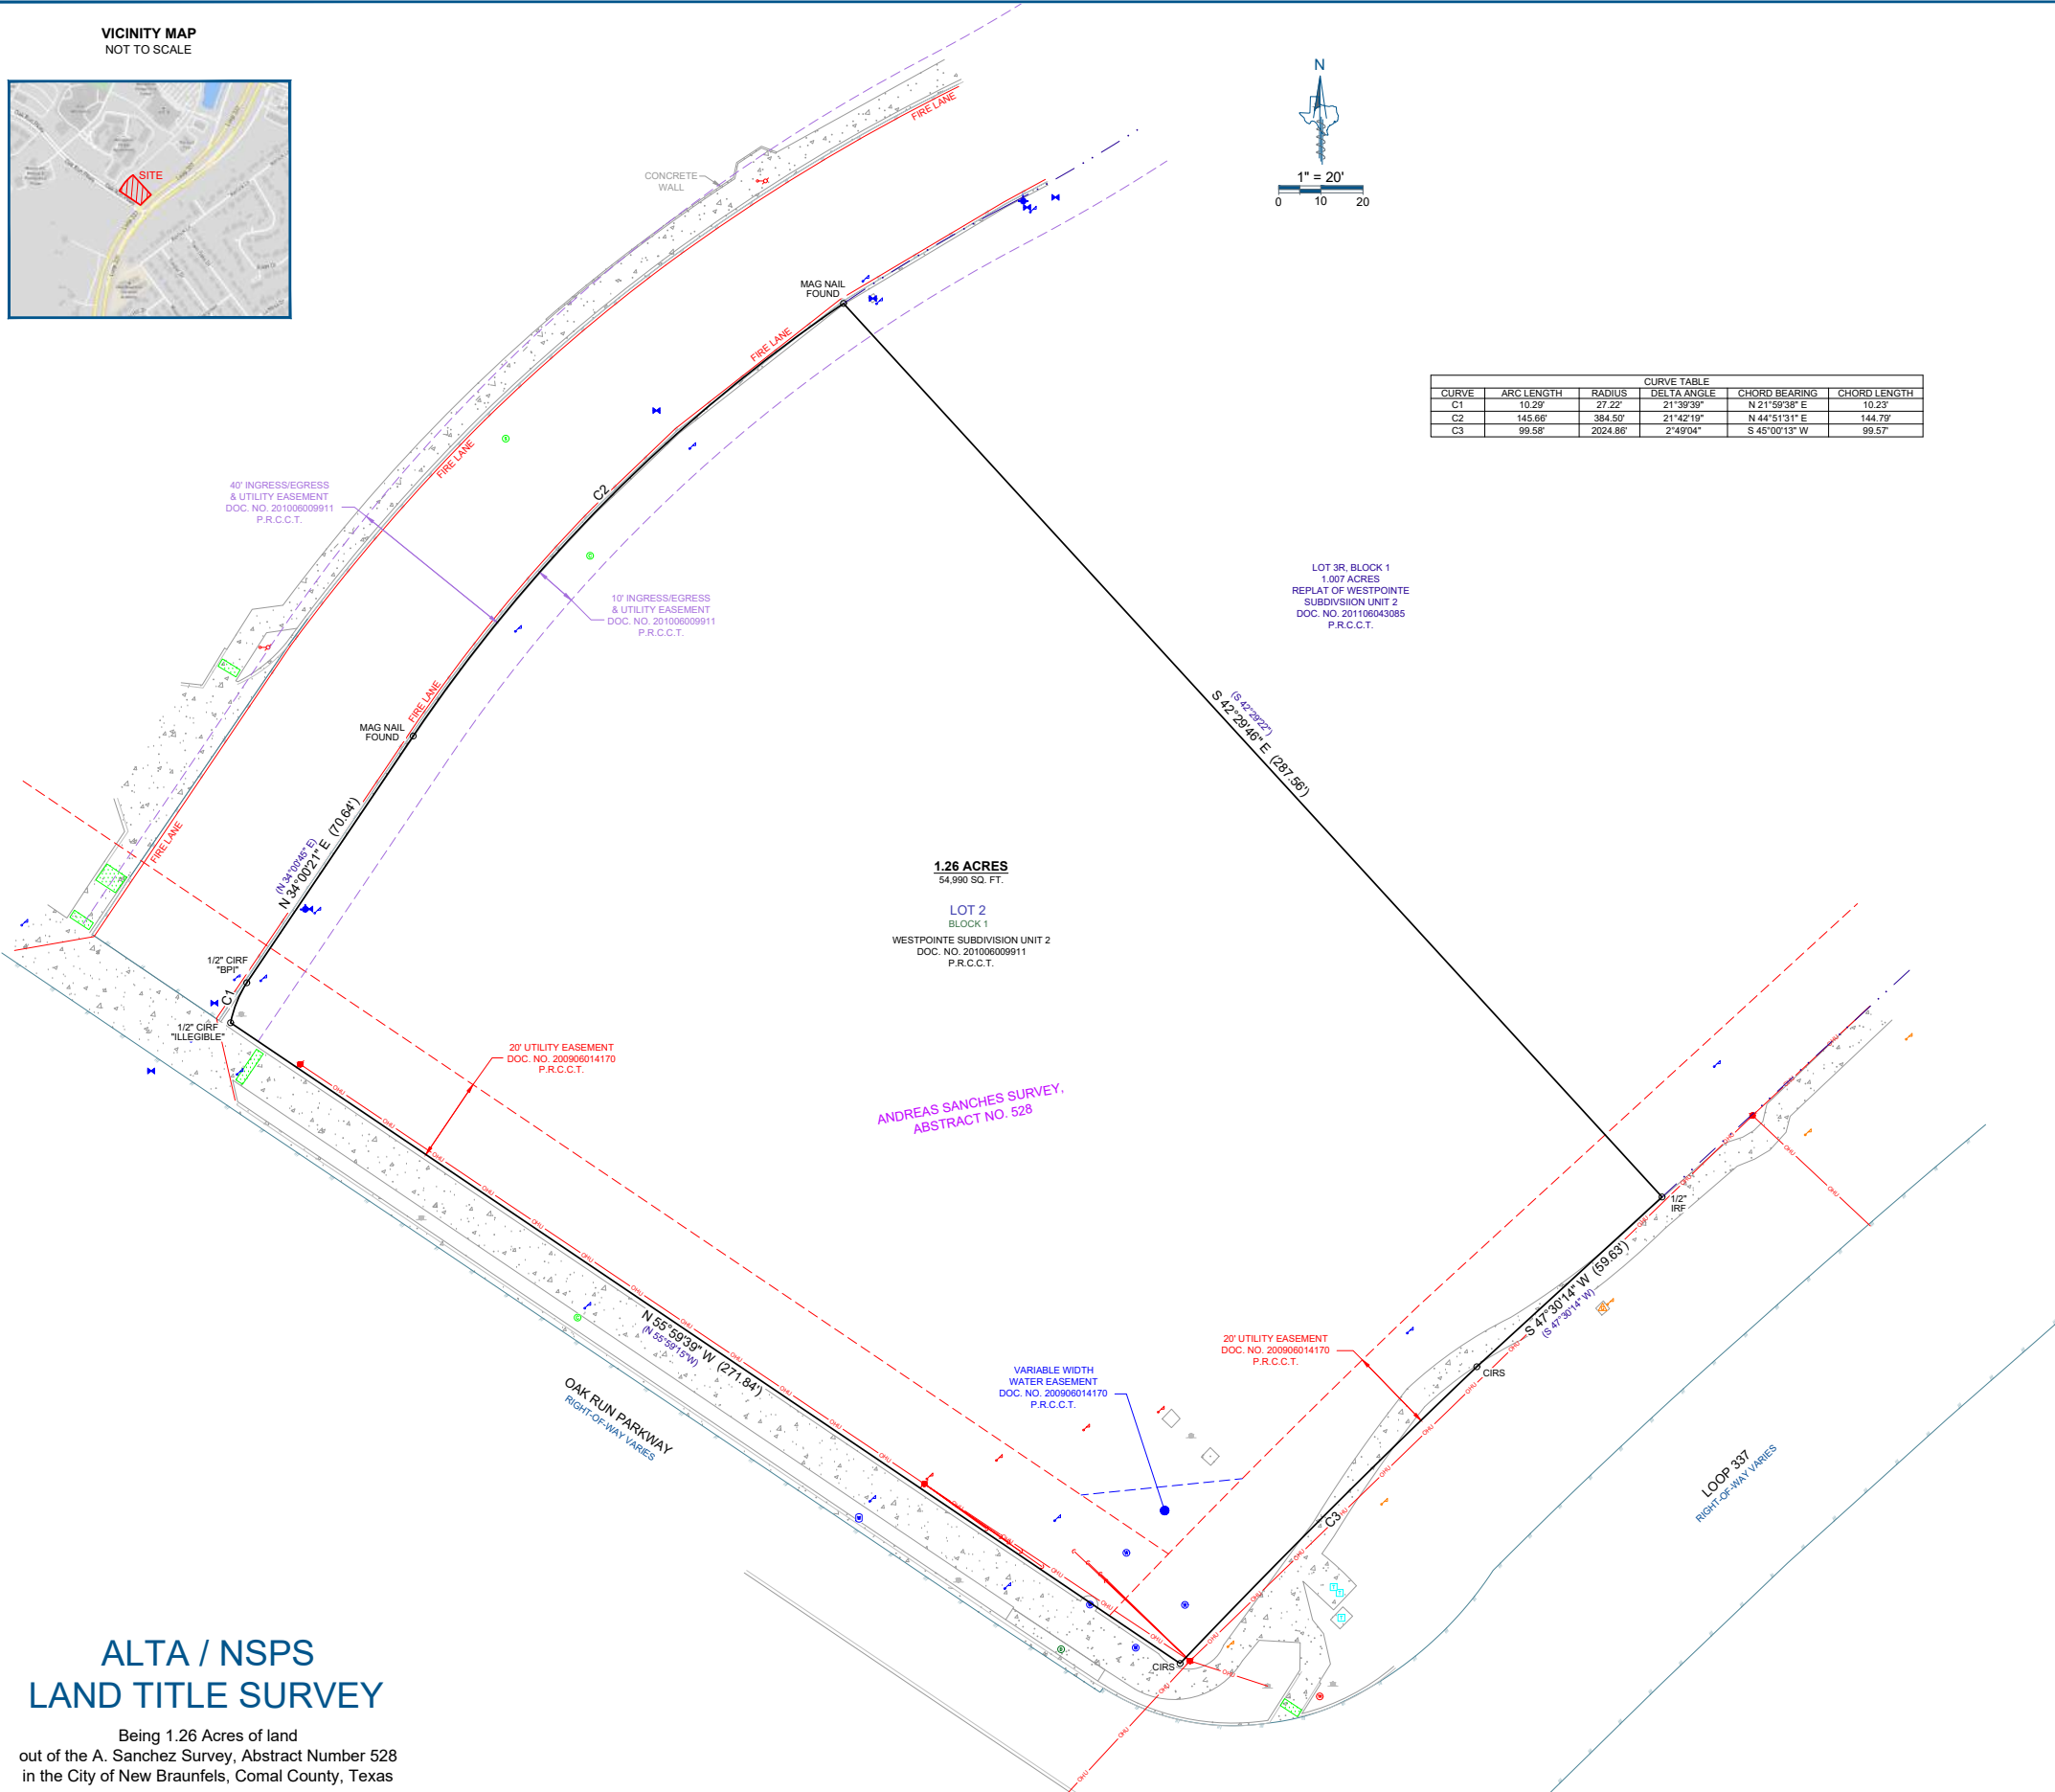 VICINITY MAP
NOT TO SCALE
SITE
N
1" = 20'
0 10 20
CONCRETE
WALL
FIRE LANE
MAG NAIL
FOUND
FIRE LANE
CURVE TABLE
CURVE ARC LENGTH RADIUS DELTA ANGLE CHORD BEARING CHORD LENGTH
C1 10.29' 27.22' 21°39'39" N 21°59'38" E 10.23'
C2 145.66' 384.50' 21°42'19" N 44°51'31" E 144.79'
C3 99.58' 2024.86' 2°49'04" S 45°00'13" W 99.57'
FIRE LANE
C2
40' INGRESS/EGRESS
& UTILITY EASEMENT
DOC. NO. 201006009911
P.R.C.C.T.
10' INGRESS/EGRESS
& UTILITY EASEMENT
DOC. NO. 201006009911
P.R.C.C.T.
LOT 3R, BLOCK 1
1.007 ACRES
REPLAT OF WESTPOINTE
SUBDIVSIION UNIT 2
DOC. NO. 201106043085
P.R.C.C.T.
(S 42°29'22")
S 42°29'46" E (287.56')
FIRE LANE
MAG NAIL
FOUND
FIRE LANE
(N 34°00'45" E)
N 34°00'21" E (70.64')
1.26 ACRES
54,990 SQ. FT.
LOT 2
BLOCK 1
WESTPOINTE SUBDIVISION UNIT 2
DOC. NO. 201006009911
P.R.C.C.T.
1/2" CIRF
"BPI"
C1
1/2" CIRF
"ILLEGIBLE"
20' UTILITY EASEMENT
DOC. NO. 200906014170
P.R.C.C.T.
ANDREAS SANCHES SURVEY,
ABSTRACT NO. 528
1/2"
IRF
S 47°30'14" W (59.63')
(S 47°30'14" W)
N 55°59'39" W (271.84')
(N 55°59'15"W)
OAK RUN PARKWAY
RIGHT-OF-WAY VARIES
20' UTILITY EASEMENT
DOC. NO. 200906014170
P.R.C.C.T.
VARIABLE WIDTH
WATER EASEMENT
DOC. NO. 200906014170
P.R.C.C.T.
CIRS
C3
LOOP 337
RIGHT-OF-WAY VARIES
CIRS
OHU
ALTA / NSPS
LAND TITLE SURVEY
Being 1.26 Acres of land
out of the A. Sanchez Survey, Abstract Number 528
in the City of New Braunfels, Comal County, Texas